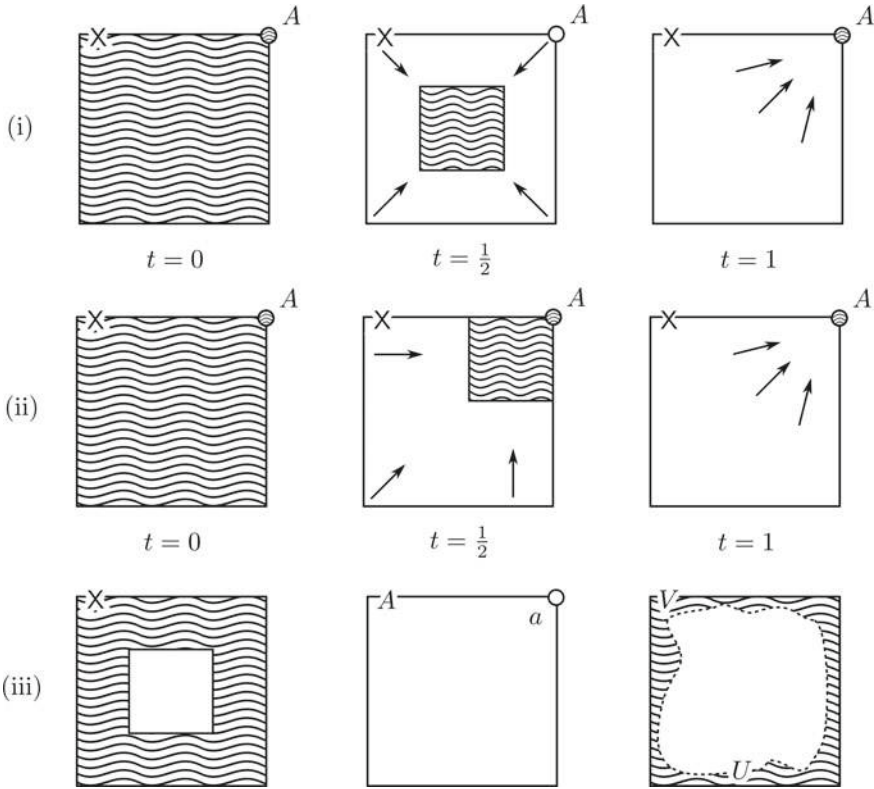 X A X A X A
(i)
t = 0 t = 1/2 t = 1
X A X A X A
(ii)
t = 0 t = 1/2 t = 1
X A a V
(iii)
U